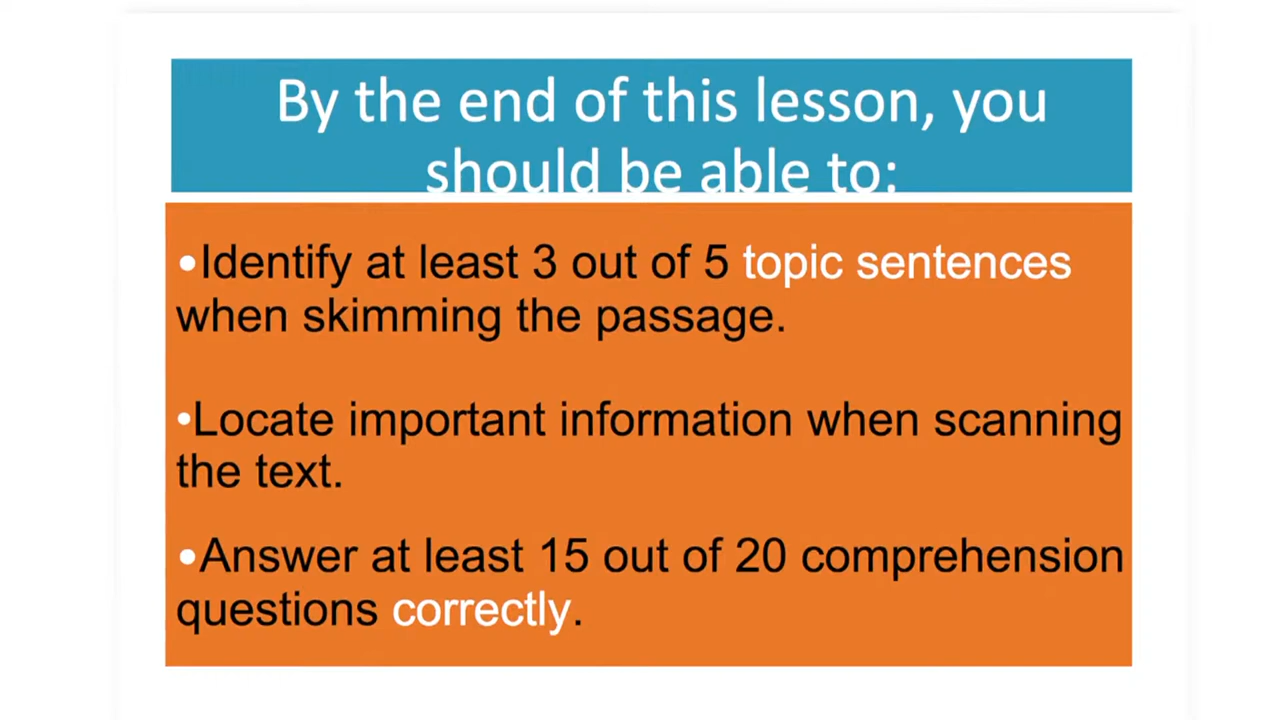 By the end of this lesson, you
should be able to:
•Identify at least 3 out of 5 topic sentences
when skimming the passage.
•Locate important information when scanning
the text.
•Answer at least 15 out of 20 comprehension
questions correctly.